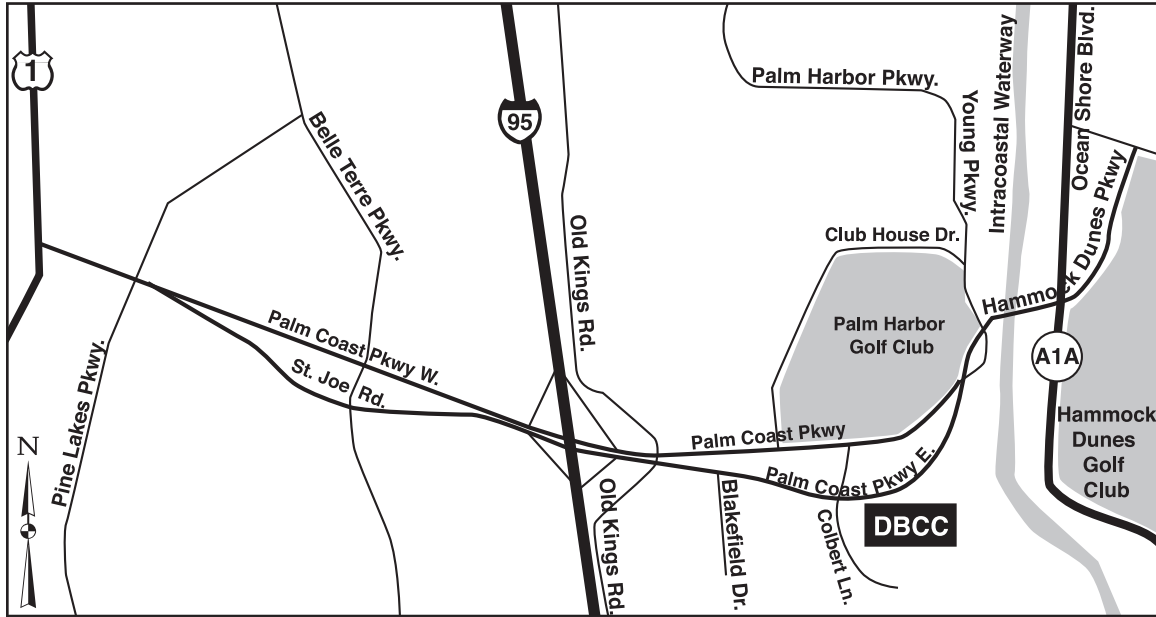 1
Belle Terre Pkwy.
95
Palm Harbor Pkwy.
Young Pkwy.
Intracoastal Waterway
Ocean Shore Blvd.
Hammock Dunes Pkwy
Old Kings Rd.
Club House Dr.
Palm Harbor
Golf Club
A1A
Palm Coast Pkwy W.
St. Joe Rd.
Pine Lakes Pkwy.
N
Palm Coast Pkwy
Palm Coast Pkwy E.
Hammock
Dunes
Golf
Club
Old Kings Rd.
Blakefield Dr.
Colbert Ln.
DBCC